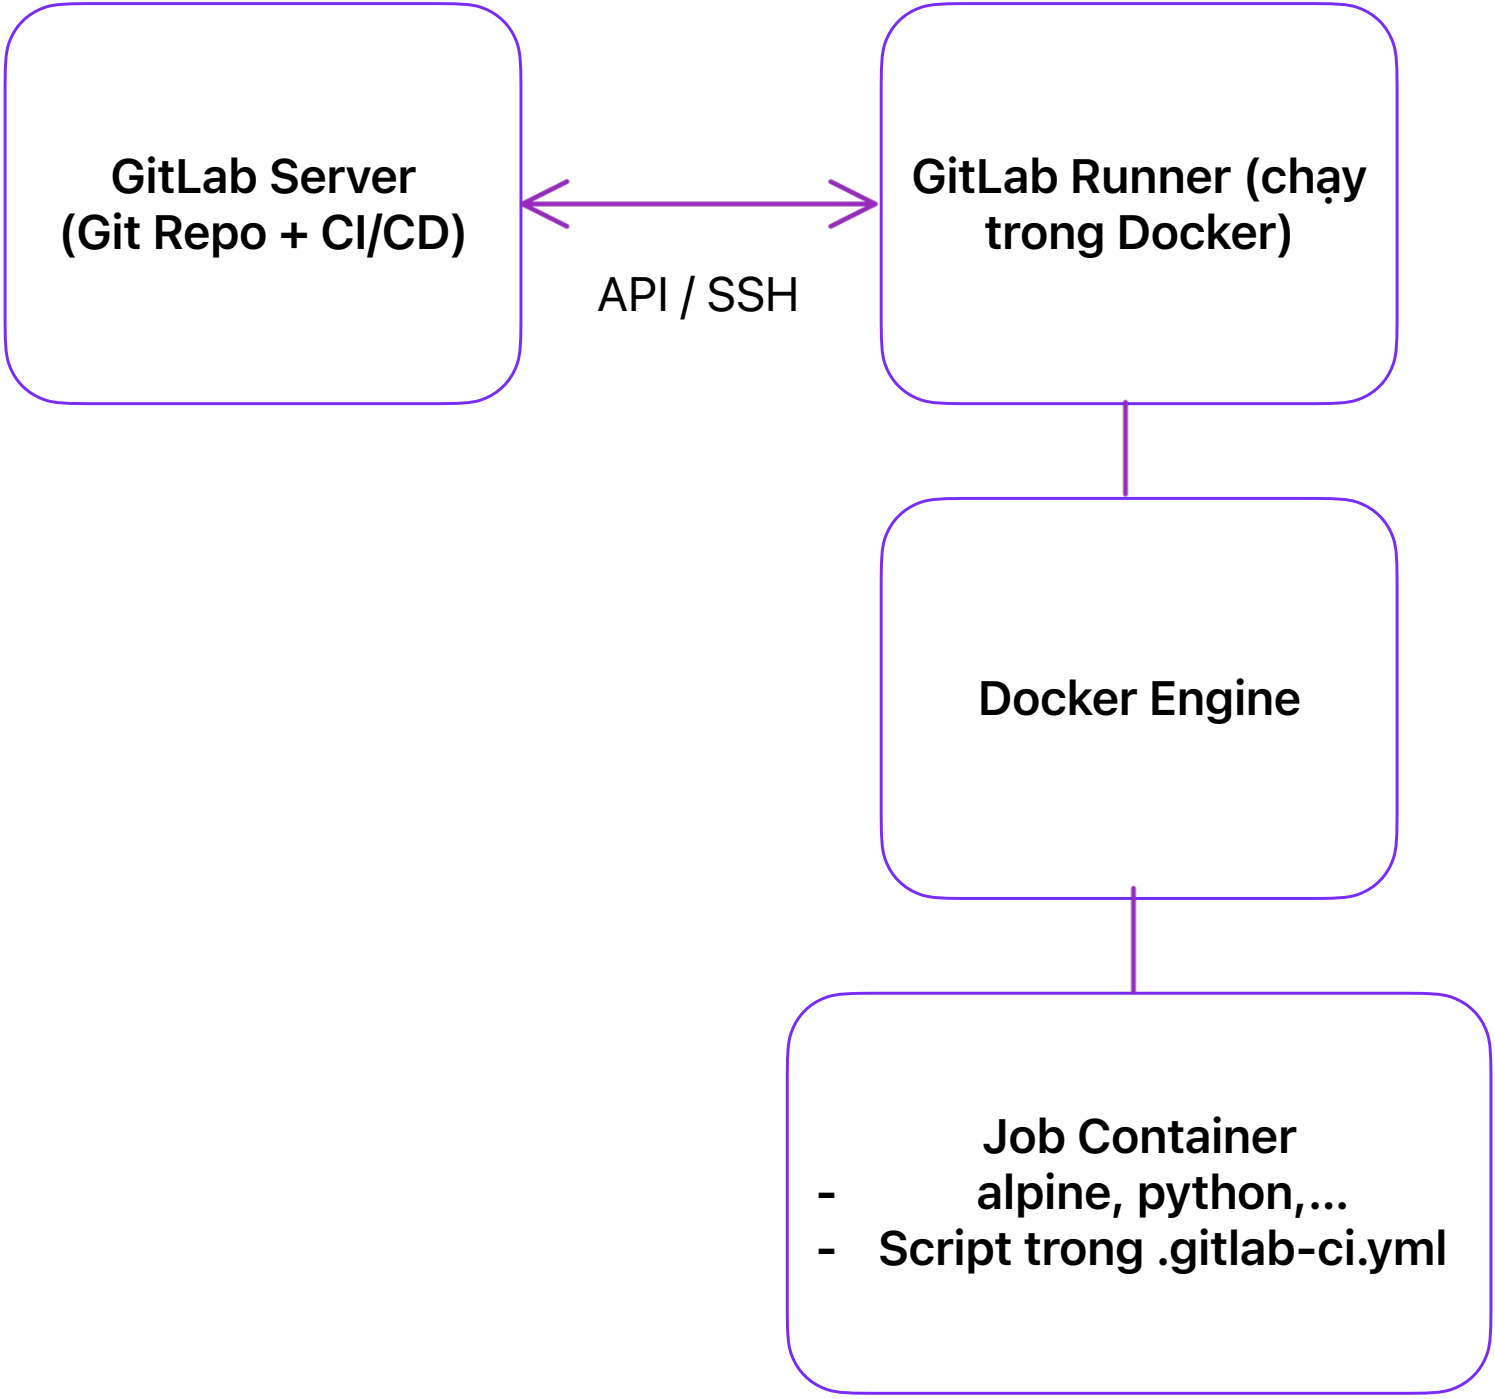 GitLab Server
(Git Repo + CI/CD)
API / SSH
GitLab Runner (chạy
trong Docker)
Docker Engine
Job Container
- alpine, python,...
- Script trong .gitlab-ci.yml